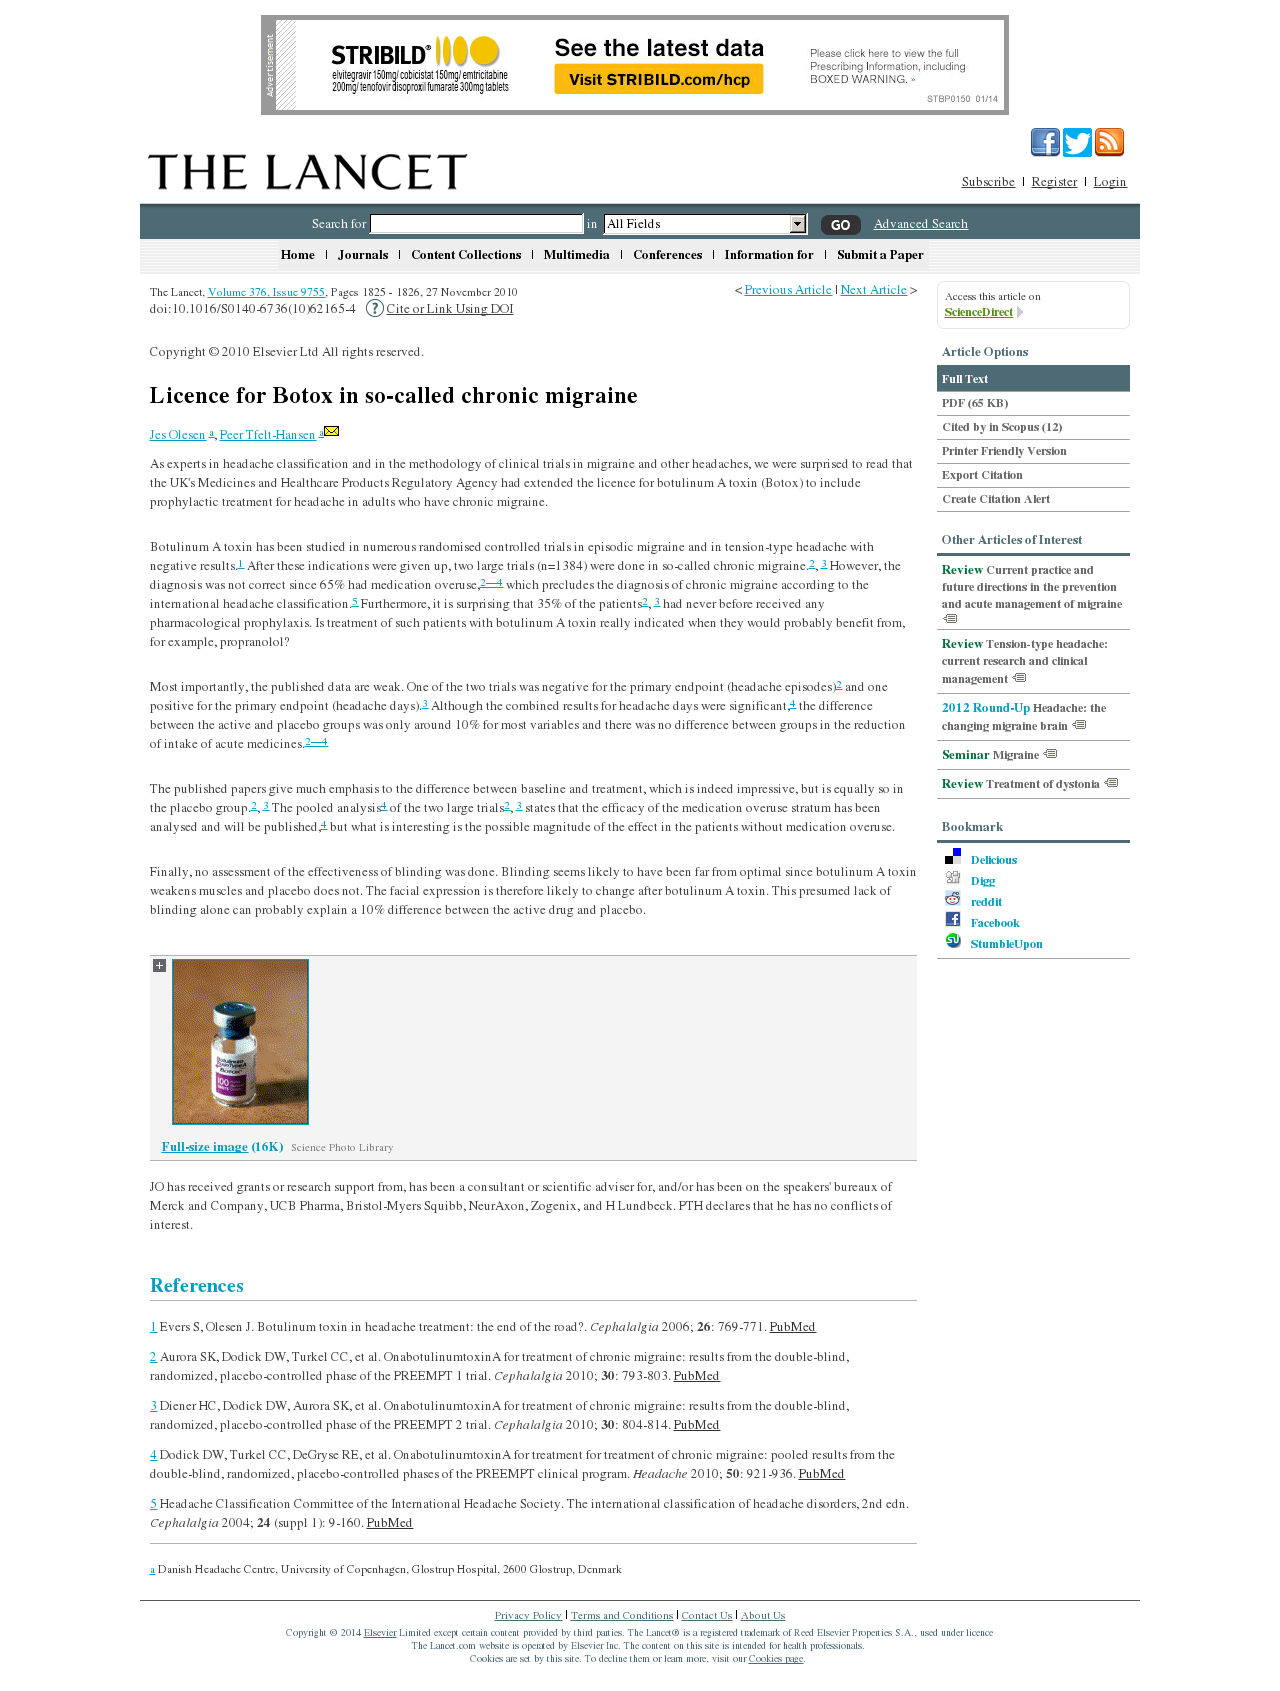 Advertisement
STRIBILD®
elvitegravir 150mg/ cobicistat 150mg/ emtricitabine
200mg/ tenofovir disoproxil fumarate 300mg tablets
See the latest data
Visit STRIBILD.com/hcp
Please click here to view the full
Prescribing Information, including
BOXED WARNING. »
STBP0150 01/14
THE LANCET
Subscribe | Register | Login
Search for in All Fields GO Advanced Search
Home | Journals | Content Collections | Multimedia | Conferences | Information for | Submit a Paper
The Lancet, Volume 376, Issue 9755, Pages 1825 - 1826, 27 November 2010
< Previous Article | Next Article >
doi:10.1016/S0140-6736(10)62165-4 ? Cite or Link Using DOI
Copyright © 2010 Elsevier Ltd All rights reserved.
Licence for Botox in so-called chronic migraine
Jes Olesen a, Peer Tfelt-Hansen a
As experts in headache classification and in the methodology of clinical trials in migraine and other headaches, we were surprised to read that
the UK's Medicines and Healthcare Products Regulatory Agency had extended the licence for botulinum A toxin (Botox) to include
prophylactic treatment for headache in adults who have chronic migraine.
Botulinum A toxin has been studied in numerous randomised controlled trials in episodic migraine and in tension-type headache with
negative results.1 After these indications were given up, two large trials (n=1384) were done in so-called chronic migraine.2, 3 However, the
diagnosis was not correct since 65% had medication overuse,2—4 which precludes the diagnosis of chronic migraine according to the
international headache classification.5 Furthermore, it is surprising that 35% of the patients2, 3 had never before received any
pharmacological prophylaxis. Is treatment of such patients with botulinum A toxin really indicated when they would probably benefit from,
for example, propranolol?
Most importantly, the published data are weak. One of the two trials was negative for the primary endpoint (headache episodes)2 and one
positive for the primary endpoint (headache days).3 Although the combined results for headache days were significant,4 the difference
between the active and placebo groups was only around 10% for most variables and there was no difference between groups in the reduction
of intake of acute medicines.2—4
The published papers give much emphasis to the difference between baseline and treatment, which is indeed impressive, but is equally so in
the placebo group.2, 3 The pooled analysis4 of the two large trials2, 3 states that the efficacy of the medication overuse stratum has been
analysed and will be published,4 but what is interesting is the possible magnitude of the effect in the patients without medication overuse.
Finally, no assessment of the effectiveness of blinding was done. Blinding seems likely to have been far from optimal since botulinum A toxin
weakens muscles and placebo does not. The facial expression is therefore likely to change after botulinum A toxin. This presumed lack of
blinding alone can probably explain a 10% difference between the active drug and placebo.
100
Full-size image (16K) Science Photo Library
JO has received grants or research support from, has been a consultant or scientific adviser for, and/or has been on the speakers' bureaux of
Merck and Company, UCB Pharma, Bristol-Myers Squibb, NeurAxon, Zogenix, and H Lundbeck. PTH declares that he has no conflicts of
interest.
References
1 Evers S, Olesen J. Botulinum toxin in headache treatment: the end of the road?. Cephalalgia 2006; 26: 769-771. PubMed
2 Aurora SK, Dodick DW, Turkel CC, et al. OnabotulinumtoxinA for treatment of chronic migraine: results from the double-blind,
randomized, placebo-controlled phase of the PREEMPT 1 trial. Cephalalgia 2010; 30: 793-803. PubMed
3 Diener HC, Dodick DW, Aurora SK, et al. OnabotulinumtoxinA for treatment of chronic migraine: results from the double-blind,
randomized, placebo-controlled phase of the PREEMPT 2 trial. Cephalalgia 2010; 30: 804-814. PubMed
4 Dodick DW, Turkel CC, DeGryse RE, et al. OnabotulinumtoxinA for treatment for treatment of chronic migraine: pooled results from the
double-blind, randomized, placebo-controlled phases of the PREEMPT clinical program. Headache 2010; 50: 921-936. PubMed
5 Headache Classification Committee of the International Headache Society. The international classification of headache disorders, 2nd edn.
Cephalalgia 2004; 24 (suppl 1): 9-160. PubMed
a Danish Headache Centre, University of Copenhagen, Glostrup Hospital, 2600 Glostrup, Denmark
Access this article on
ScienceDirect
Article Options
Full Text
PDF (65 KB)
Cited by in Scopus (12)
Printer Friendly Version
Export Citation
Create Citation Alert
Other Articles of Interest
Review Current practice and
future directions in the prevention
and acute management of migraine
Review Tension-type headache:
current research and clinical
management
2012 Round-Up Headache: the
changing migraine brain
Seminar Migraine
Review Treatment of dystonia
Bookmark
Delicious
Digg
reddit
Facebook
StumbleUpon
Privacy Policy | Terms and Conditions | Contact Us | About Us
Copyright © 2014 Elsevier Limited except certain content provided by third parties. The Lancet® is a registered trademark of Reed Elsevier Properties S.A., used under licence
The Lancet.com website is operated by Elsevier Inc. The content on this site is intended for health professionals.
Cookies are set by this site. To decline them or learn more, visit our Cookies page.